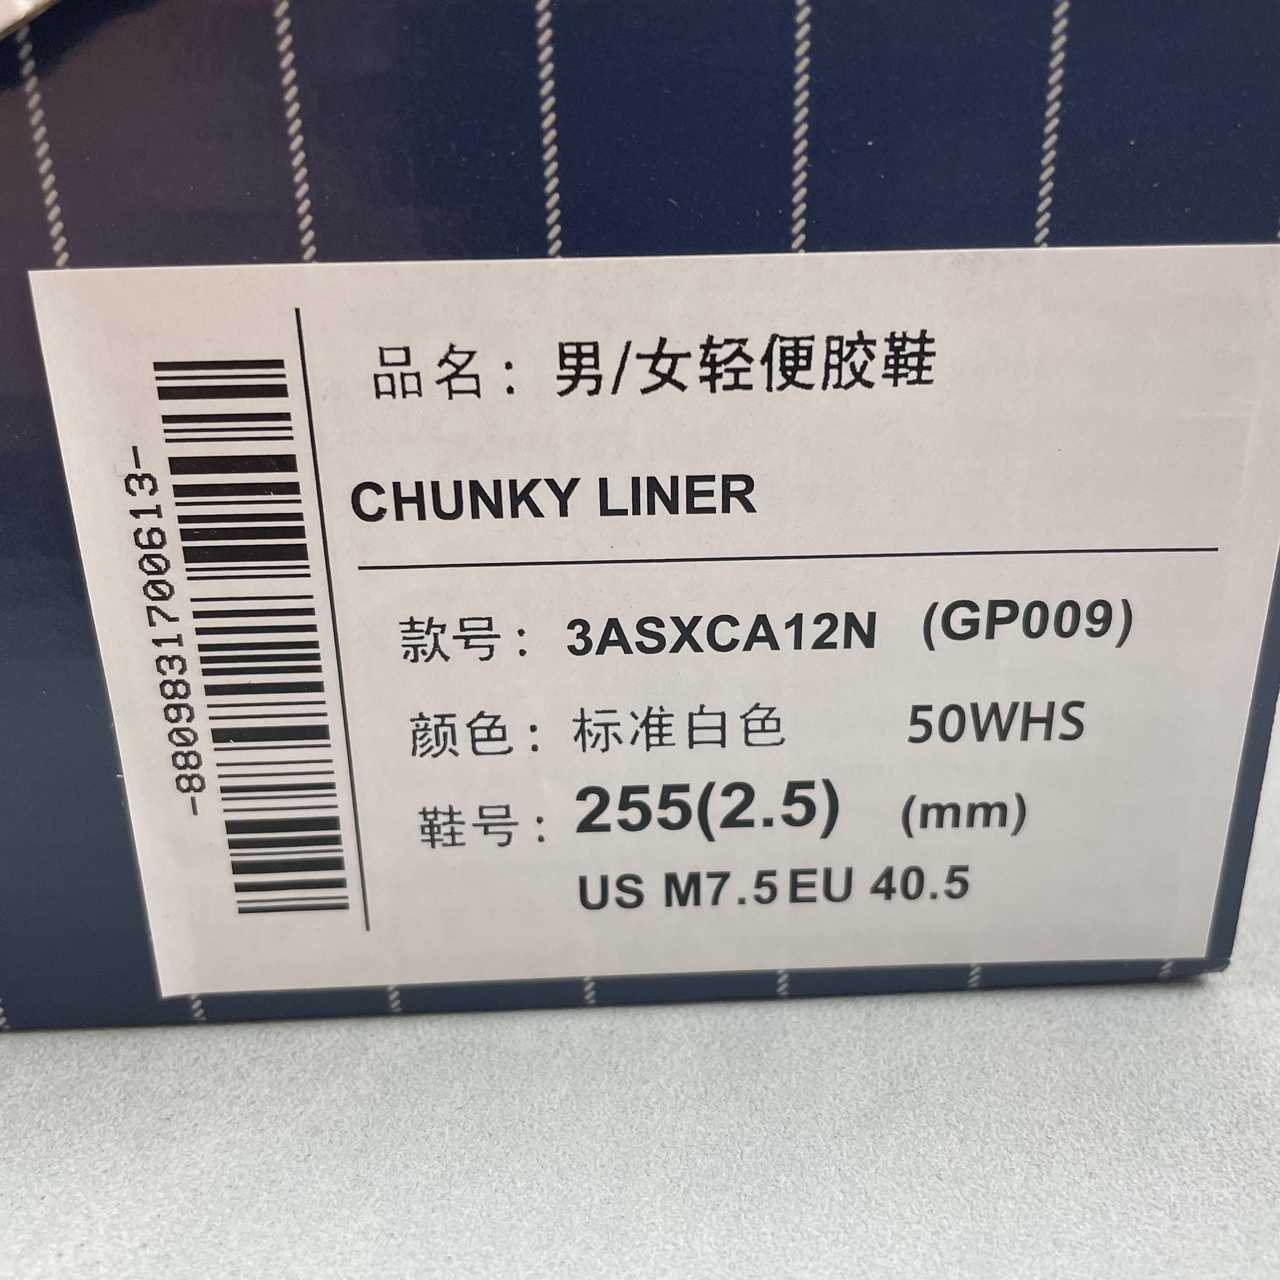 品名：男/女轻便胶鞋
CHUNKY LINER
款号：3ASXCA12N (GP009)
颜色：标准白色 50WHS
鞋号：255(2.5) (mm)
US M7.5 EU 40.5
-8809831700613-